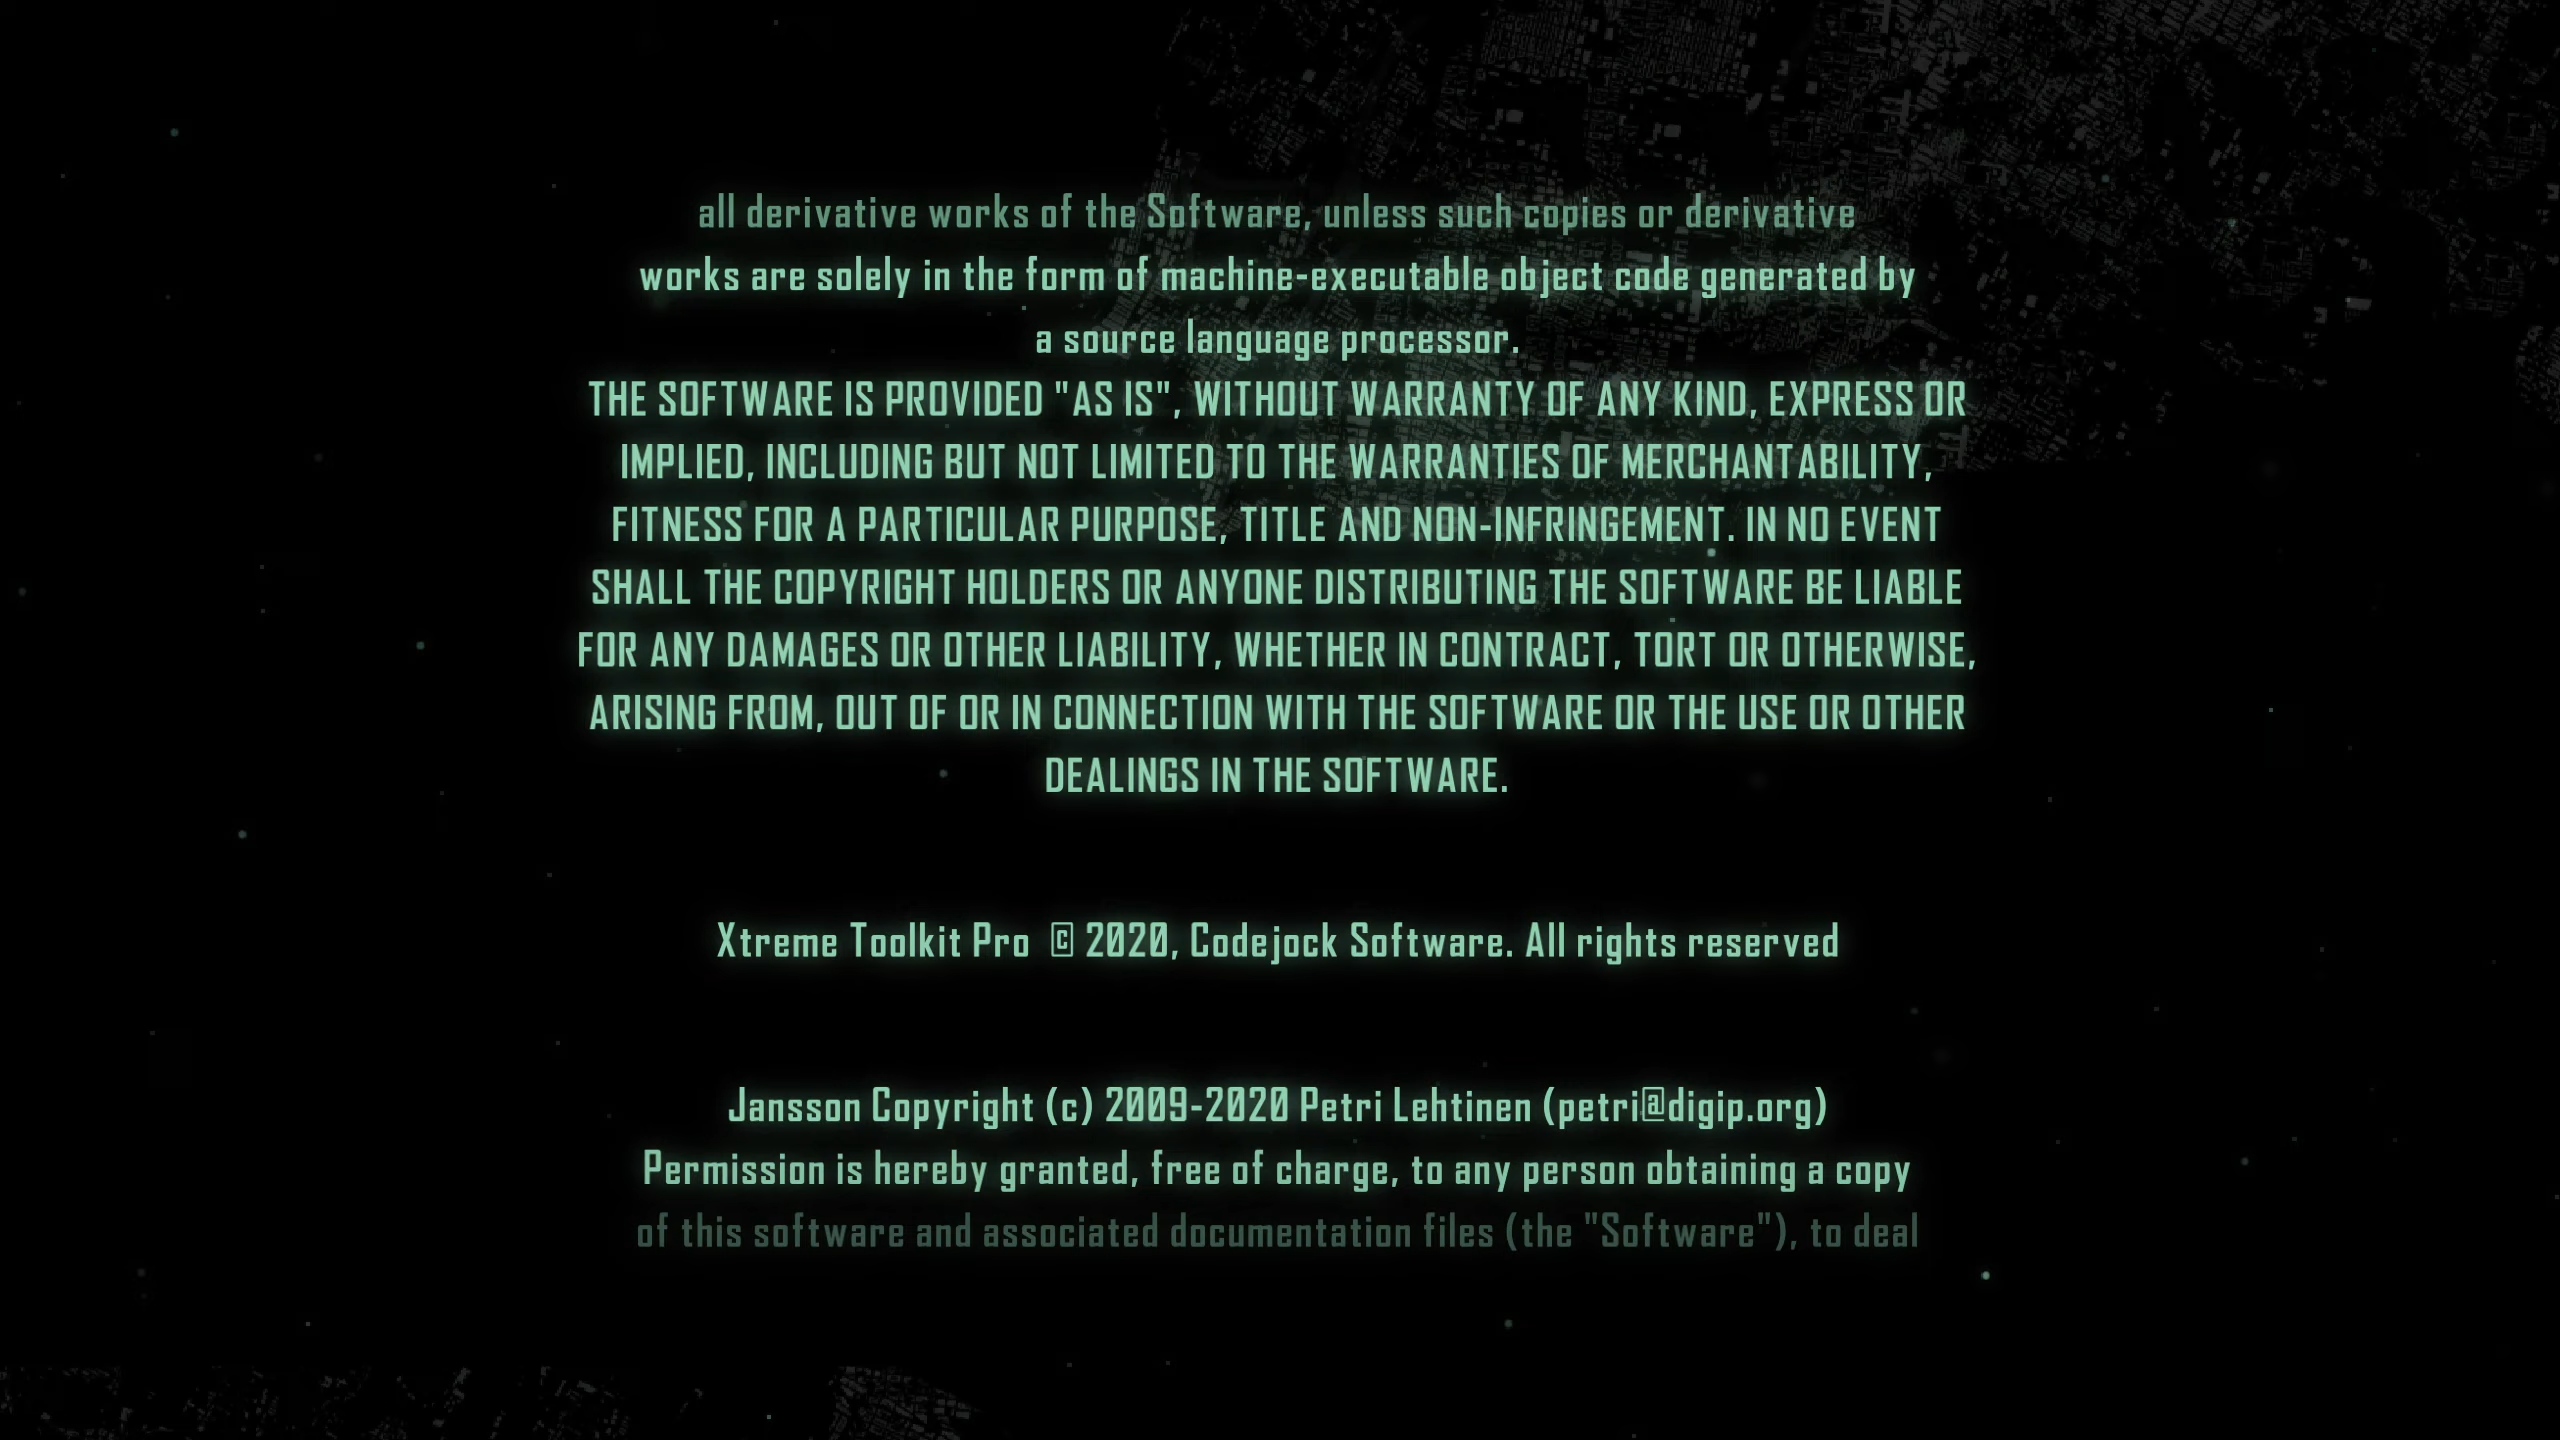 all derivative works of the Software, unless such copies or derivative
works are solely in the form of machine-executable object code generated by
a source language processor.
THE SOFTWARE IS PROVIDED "AS IS", WITHOUT WARRANTY OF ANY KIND, EXPRESS OR
IMPLIED, INCLUDING BUT NOT LIMITED TO THE WARRANTIES OF MERCHANTABILITY,
FITNESS FOR A PARTICULAR PURPOSE, TITLE AND NON-INFRINGEMENT. IN NO EVENT
SHALL THE COPYRIGHT HOLDERS OR ANYONE DISTRIBUTING THE SOFTWARE BE LIABLE
FOR ANY DAMAGES OR OTHER LIABILITY, WHETHER IN CONTRACT, TORT OR OTHERWISE,
ARISING FROM, OUT OF OR IN CONNECTION WITH THE SOFTWARE OR THE USE OR OTHER
DEALINGS IN THE SOFTWARE.
Xtreme Toolkit Pro © 2020, Codejock Software. All rights reserved
Jansson Copyright (c) 2009-2020 Petri Lehtinen (petri@digip.org)
Permission is hereby granted, free of charge, to any person obtaining a copy
of this software and associated documentation files (the "Software"), to deal